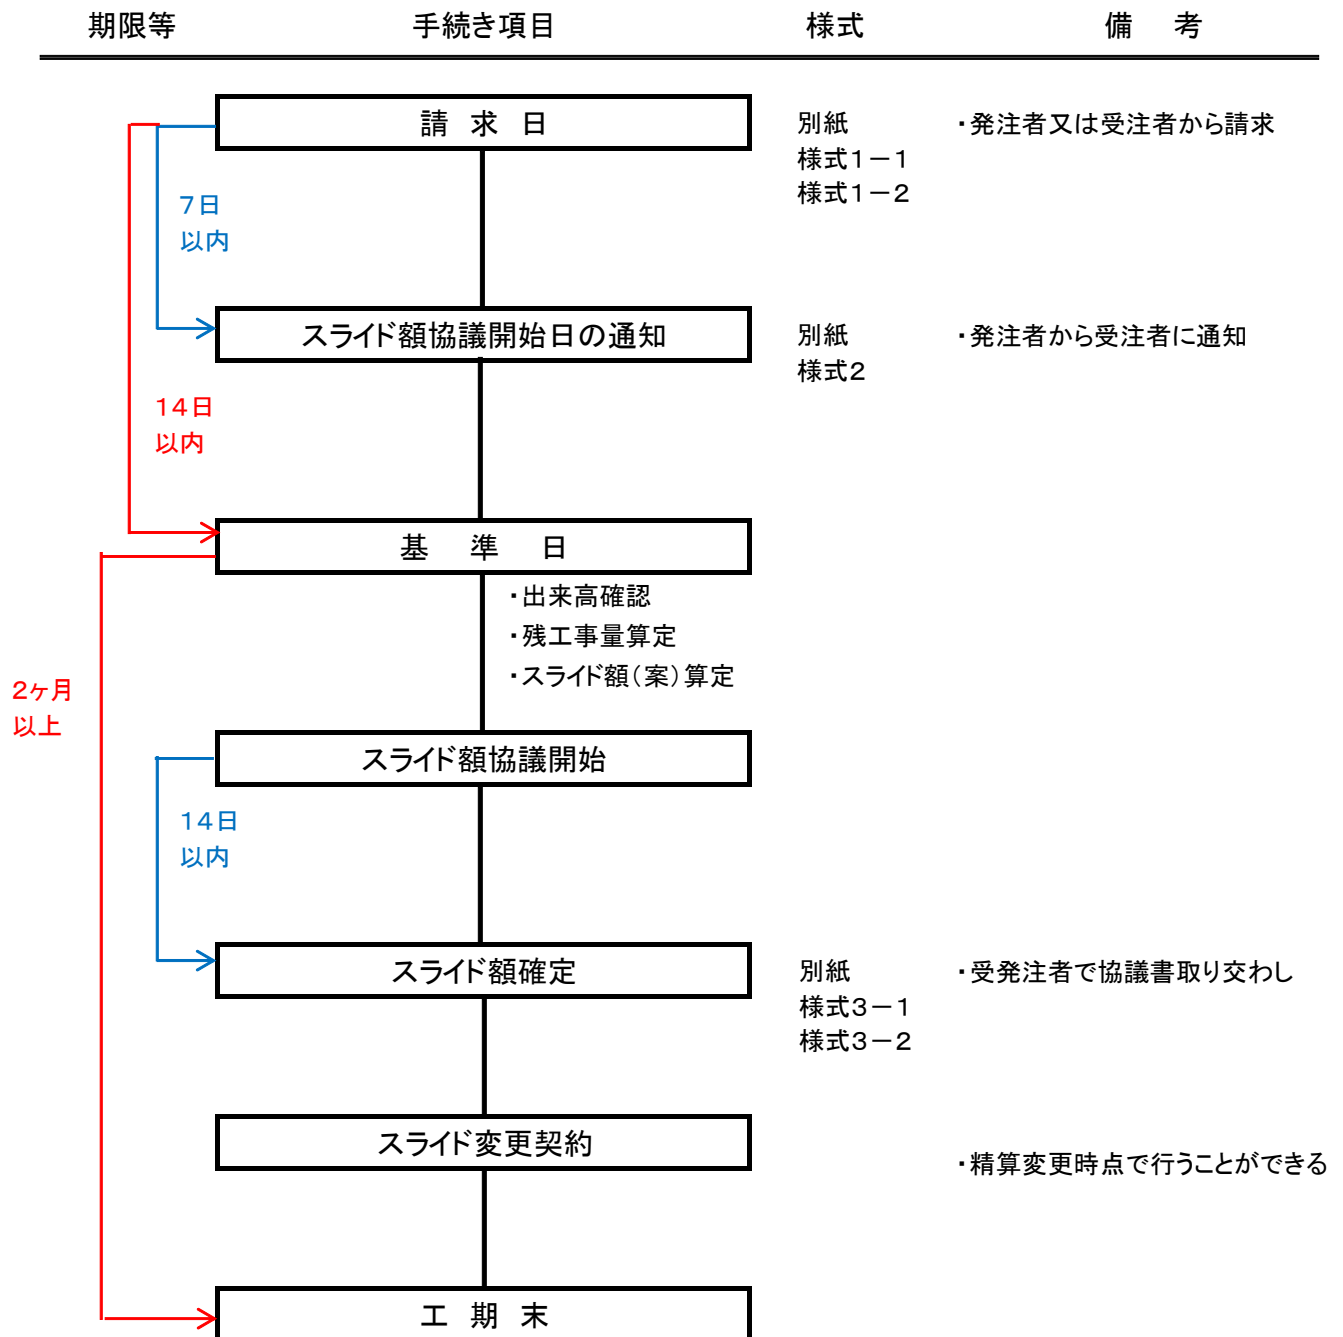 期限等 手続き項目 様式 備 考
請 求 日 別紙 ・発注者又は受注者から請求
様式1－1
様式1－2
7日
以内
スライド額協議開始日の通知 別紙 ・発注者から受注者に通知
様式2
14日
以内
基 準 日
・出来高確認
・残工事量算定
・スライド額（案）算定
2ヶ月
以上
スライド額協議開始
14日
以内
スライド額確定 別紙 ・受発注者で協議書取り交わし
様式3－1
様式3－2
スライド変更契約
・精算変更時点で行うことができる
工 期 末